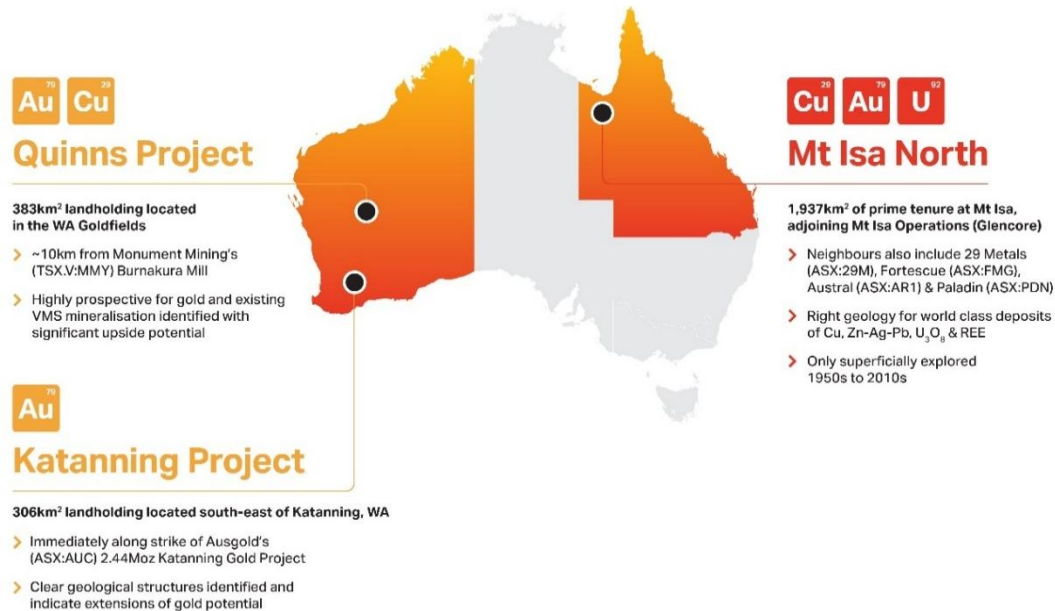 79
Au
29
Cu
Quinns Project
383km² landholding located
in the WA Goldfields
~10km from Monument Mining's
(TSX.V:MMY) Burnakura Mill
Highly prospective for gold and existing
VMS mineralisation identified with
significant upside potential
79
Au
Katanning Project
306km² landholding located south-east of Katanning, WA
Immediately along strike of Ausgold's
(ASX:AUC) 2.44Moz Katanning Gold Project
Clear geological structures identified and
indicate extensions of gold potential
29
Cu
79
Au
92
U
Mt Isa North
1,937km² of prime tenure at Mt Isa,
adjoining Mt Isa Operations (Glencore)
Neighbours also include 29 Metals
(ASX:29M), Fortescue (ASX:FMG),
Austral (ASX:AR1) & Paladin (ASX:PDN)
Right geology for world class deposits
of Cu, Zn-Ag-Pb, U₃O₈ & REE
Only superficially explored
1950s to 2010s